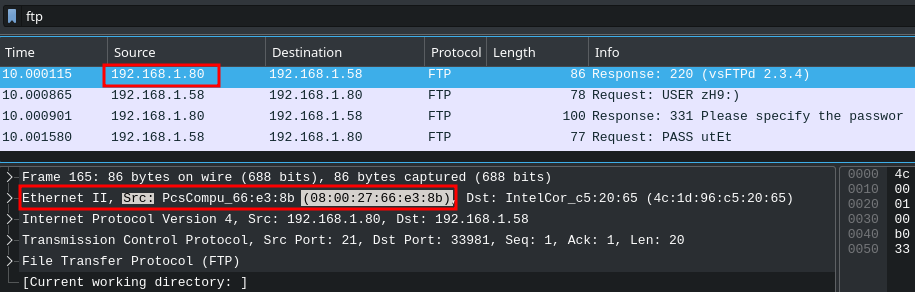 ftp
Time Source Destination Protocol Length Info
10.000115 192.168.1.80 192.168.1.58 FTP 86 Response: 220 (vsFTPd 2.3.4)
10.000865 192.168.1.58 192.168.1.80 FTP 78 Request: USER zH9:)
10.000901 192.168.1.80 192.168.1.58 FTP 100 Response: 331 Please specify the passwor
10.001580 192.168.1.58 192.168.1.80 FTP 77 Request: PASS utEt
Frame 165: 86 bytes on wire (688 bits), 86 bytes captured (688 bits)
Ethernet II, Src: PcsCompu_66:e3:8b (08:00:27:66:e3:8b), Dst: IntelCor_c5:20:65 (4c:1d:96:c5:20:65)
Internet Protocol Version 4, Src: 192.168.1.80, Dst: 192.168.1.58
Transmission Control Protocol, Src Port: 21, Dst Port: 33981, Seq: 1, Ack: 1, Len: 20
File Transfer Protocol (FTP)
[Current working directory: ]
0000 4c
0010 00
0020 01
0030 00
0040 b0
0050 33